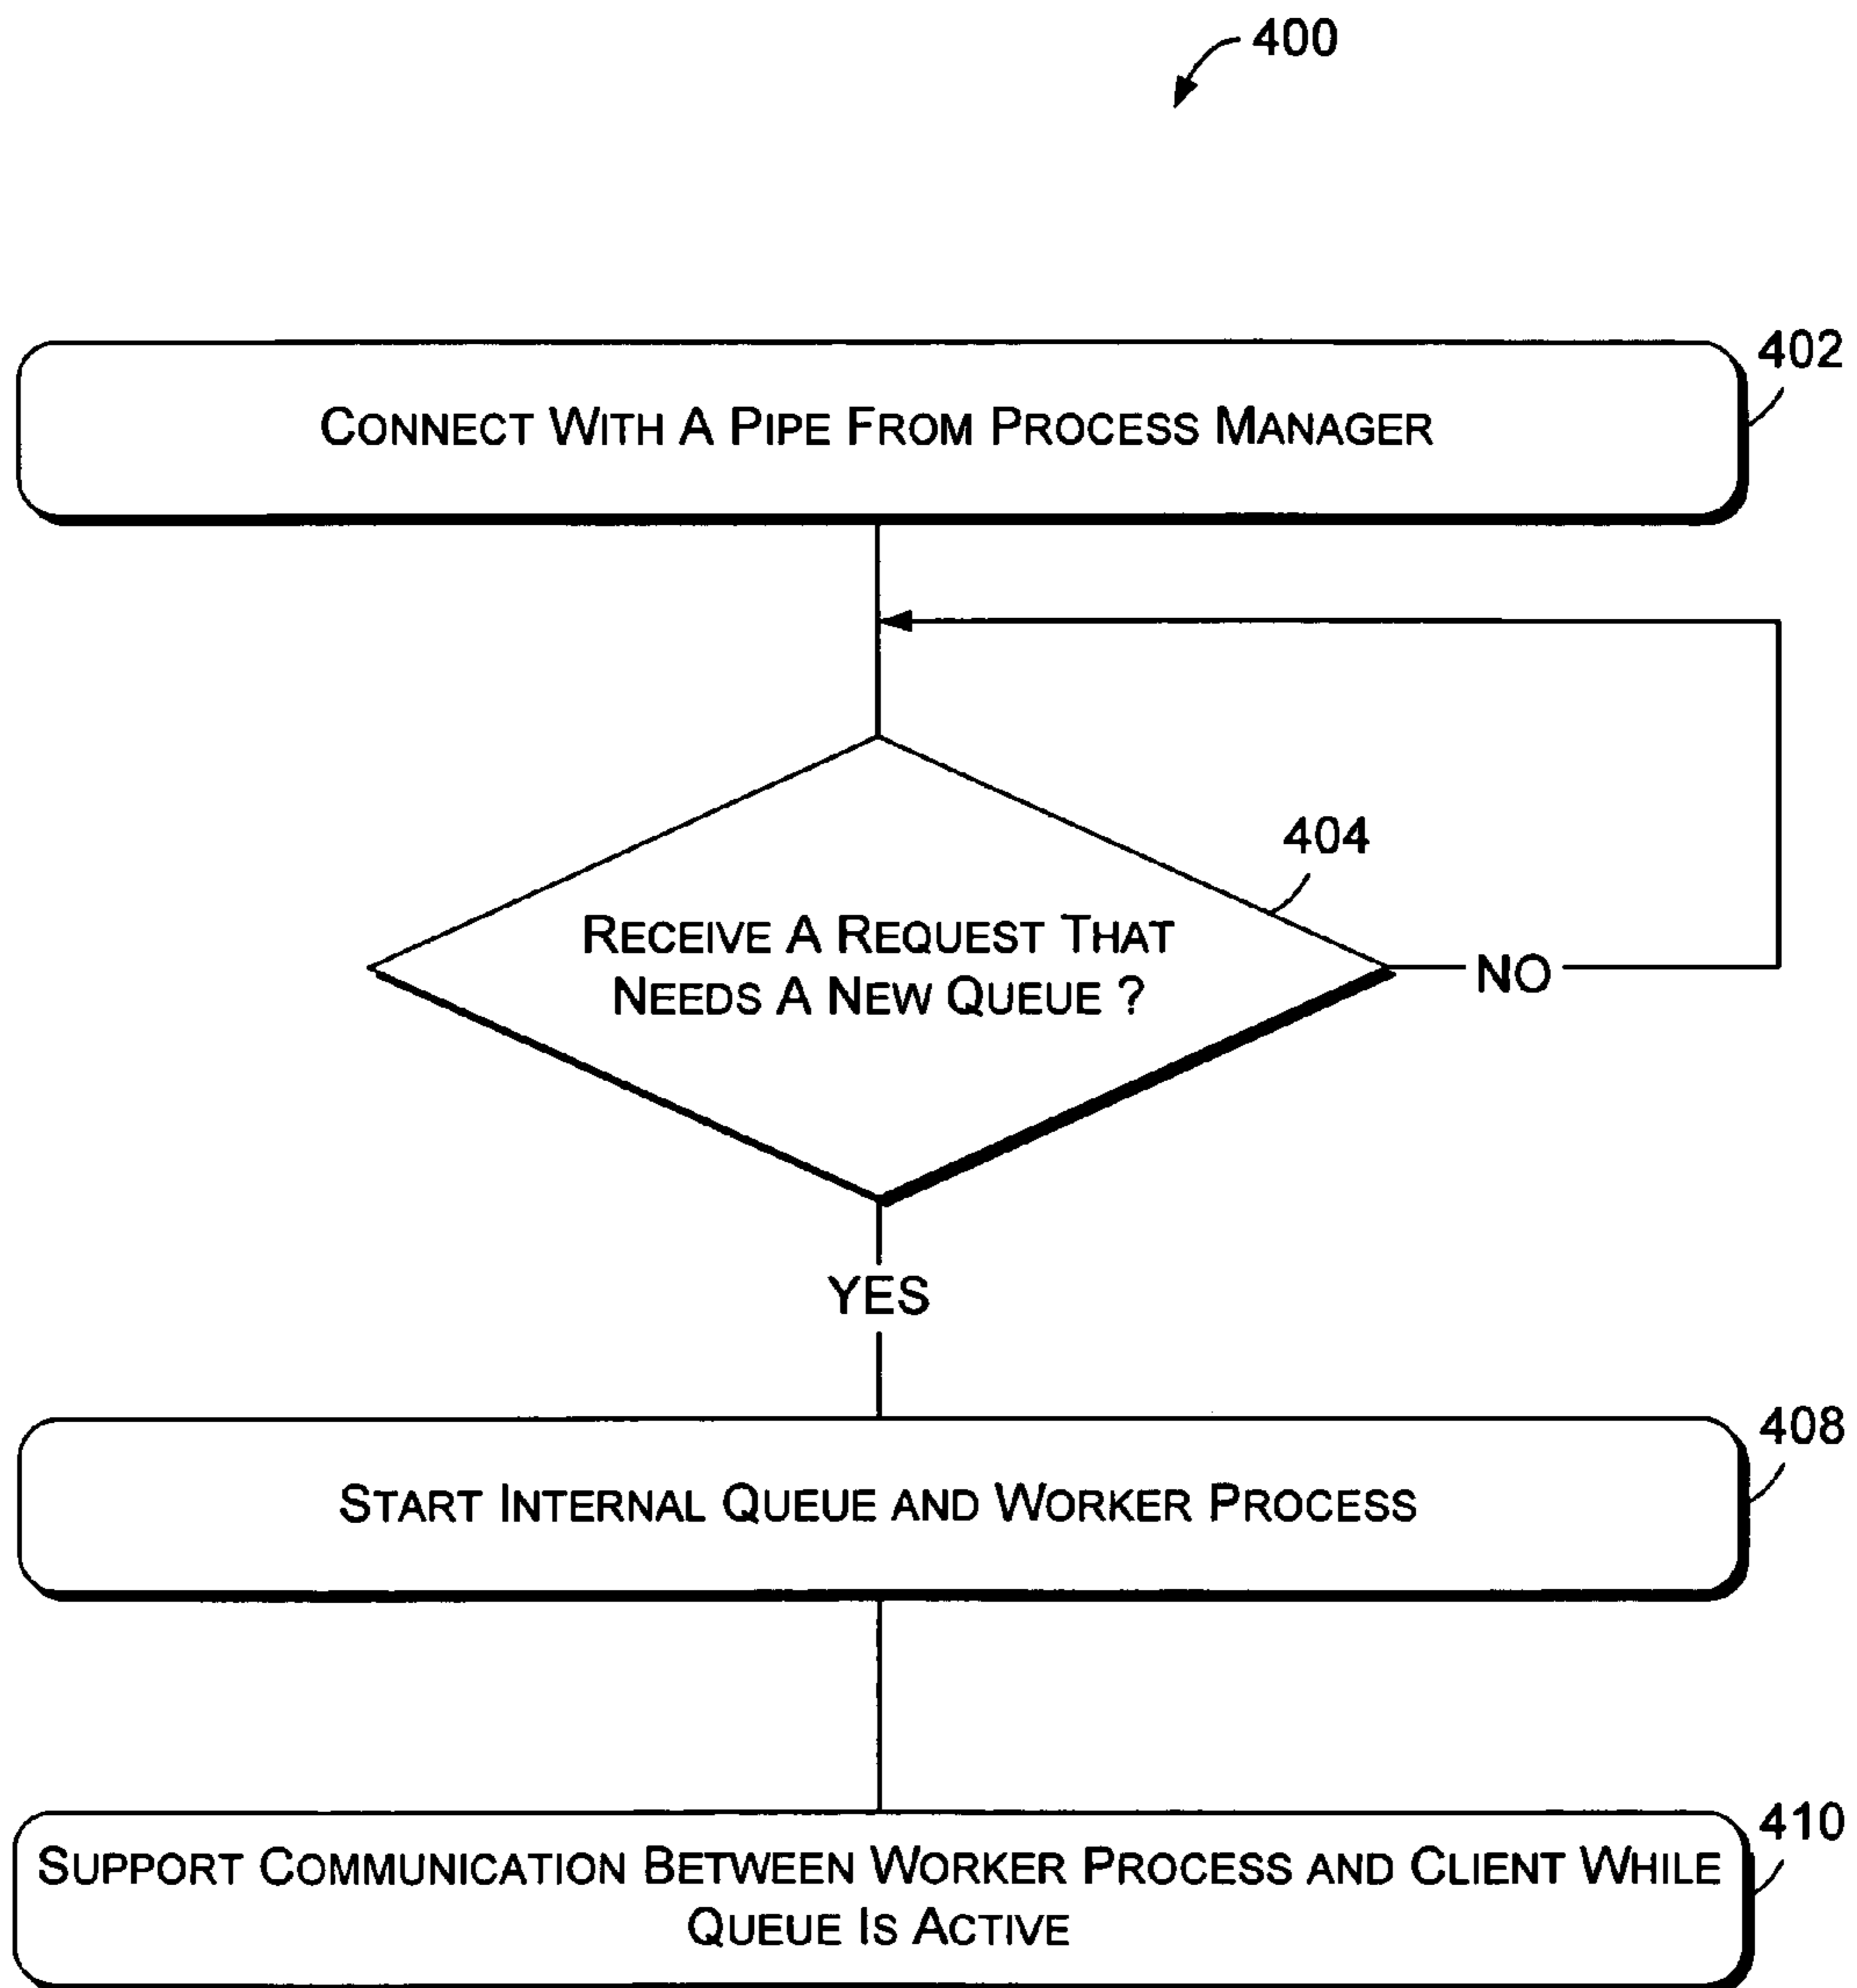 400
402
CONNECT WITH A PIPE FROM PROCESS MANAGER
404
RECEIVE A REQUEST THAT
NEEDS A NEW QUEUE ?
NO
YES
408
START INTERNAL QUEUE AND WORKER PROCESS
410
SUPPORT COMMUNICATION BETWEEN WORKER PROCESS AND CLIENT WHILE
QUEUE IS ACTIVE